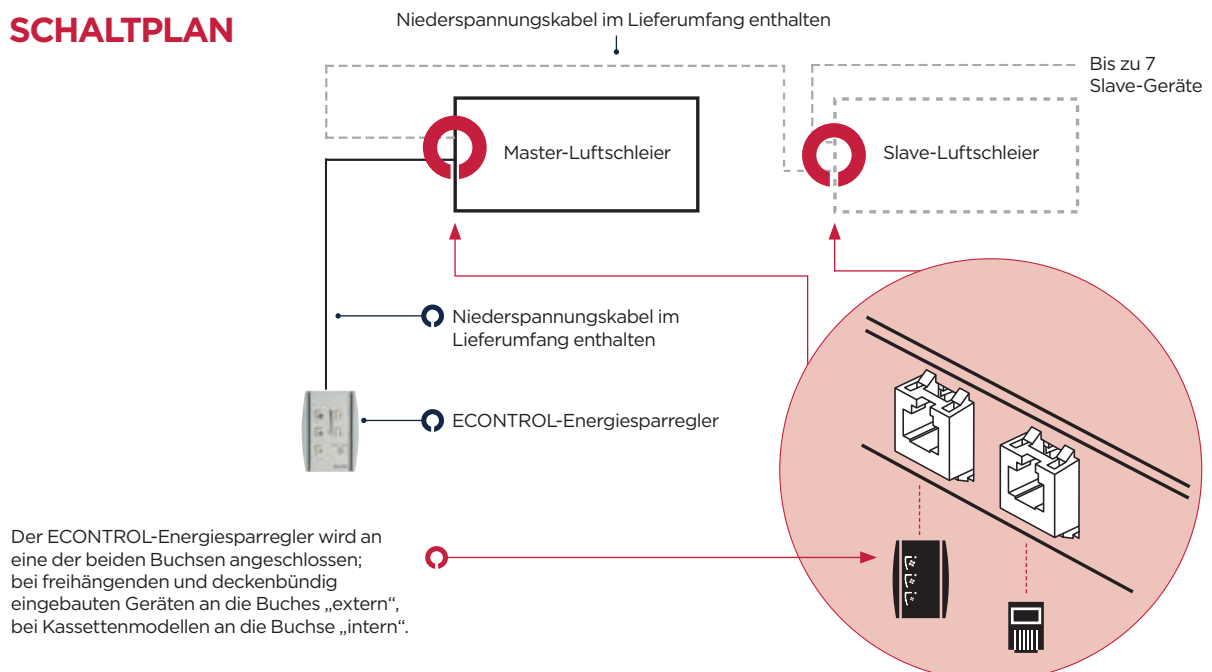 SCHALTPLAN
Niederspannungskabel im Lieferumfang enthalten
Bis zu 7
Slave-Geräte
Master-Luftschleier
Slave-Luftschleier
Niederspannungskabel im
Lieferumfang enthalten
ECONTROL-Energiesparregler
Der ECONTROL-Energiesparregler wird an
eine der beiden Buchsen angeschlossen;
bei freihängenden und deckenbündig
eingebauten Geräten an die Buches „extern“,
bei Kassettenmodellen an die Buchse „intern“.